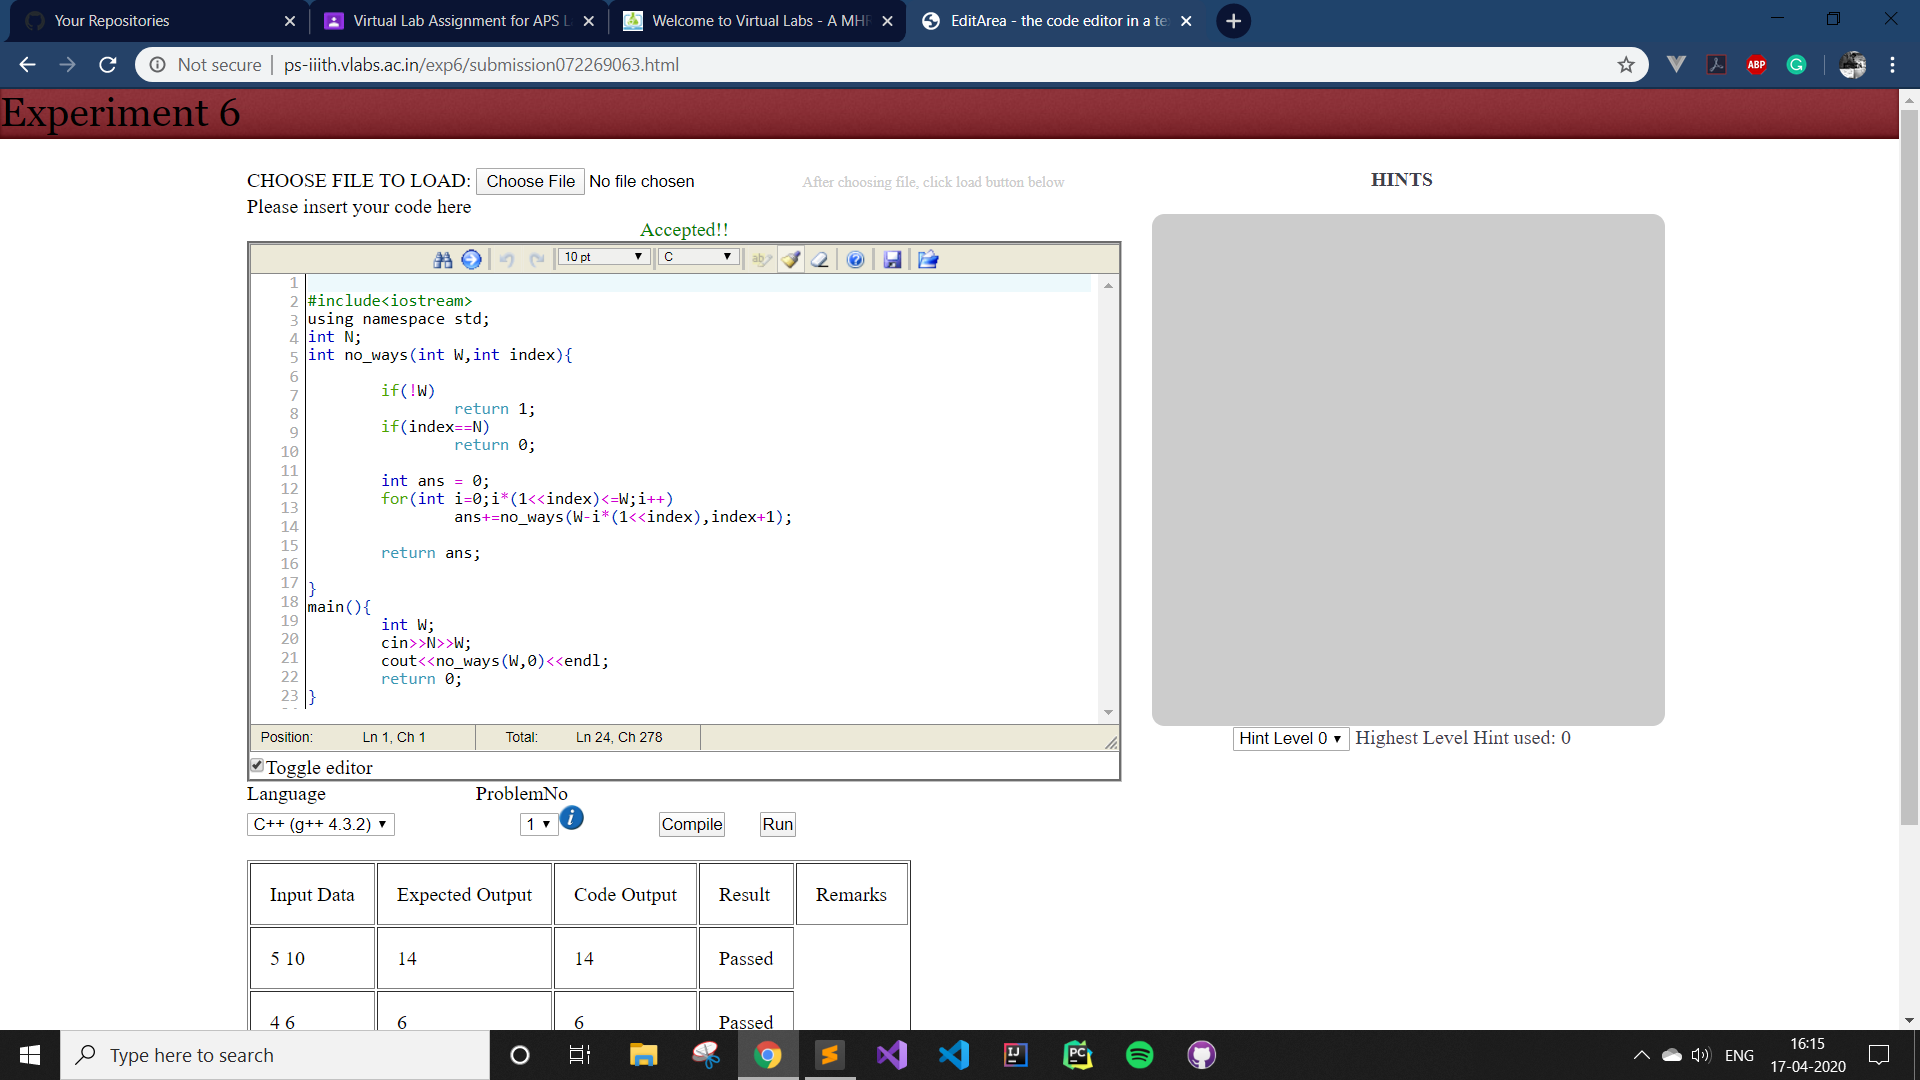 Your Repositories
Virtual Lab Assignment for APS L
Welcome to Virtual Labs - A MHR
EditArea - the code editor in a te
Not secure | ps-iiith.vlabs.ac.in/exp6/submission072269063.html
ABP
Experiment 6
CHOOSE FILE TO LOAD: Choose File No file chosen
After choosing file, click load button below
HINTS
Please insert your code here
Accepted!!
10 pt
C
1
2 #include<iostream>
3 using namespace std;
4 int N;
5 int no_ways(int W,int index){
6
7 if(!W)
8 return 1;
9 if(index==N)
10 return 0;
11
12 int ans = 0;
13 for(int i=0;i*(1<<index)<=W;i++)
14 ans+=no_ways(W-i*(1<<index),index+1);
15
16 return ans;
17
18 }
19 main(){
20 int W;
21 cin>>N>>W;
22 cout<<no_ways(W,0)<<endl;
23 return 0;
}
Position: Ln 1, Ch 1 Total: Ln 24, Ch 278
Hint Level 0 Highest Level Hint used: 0
Toggle editor
Language ProblemNo
C++ (g++ 4.3.2) 1 i Compile Run
Input Data Expected Output Code Output Result Remarks
5 10 14 14 Passed
4 6 6 6 Passed
Type here to search
IJ
PC
ENG
16:15
17-04-2020